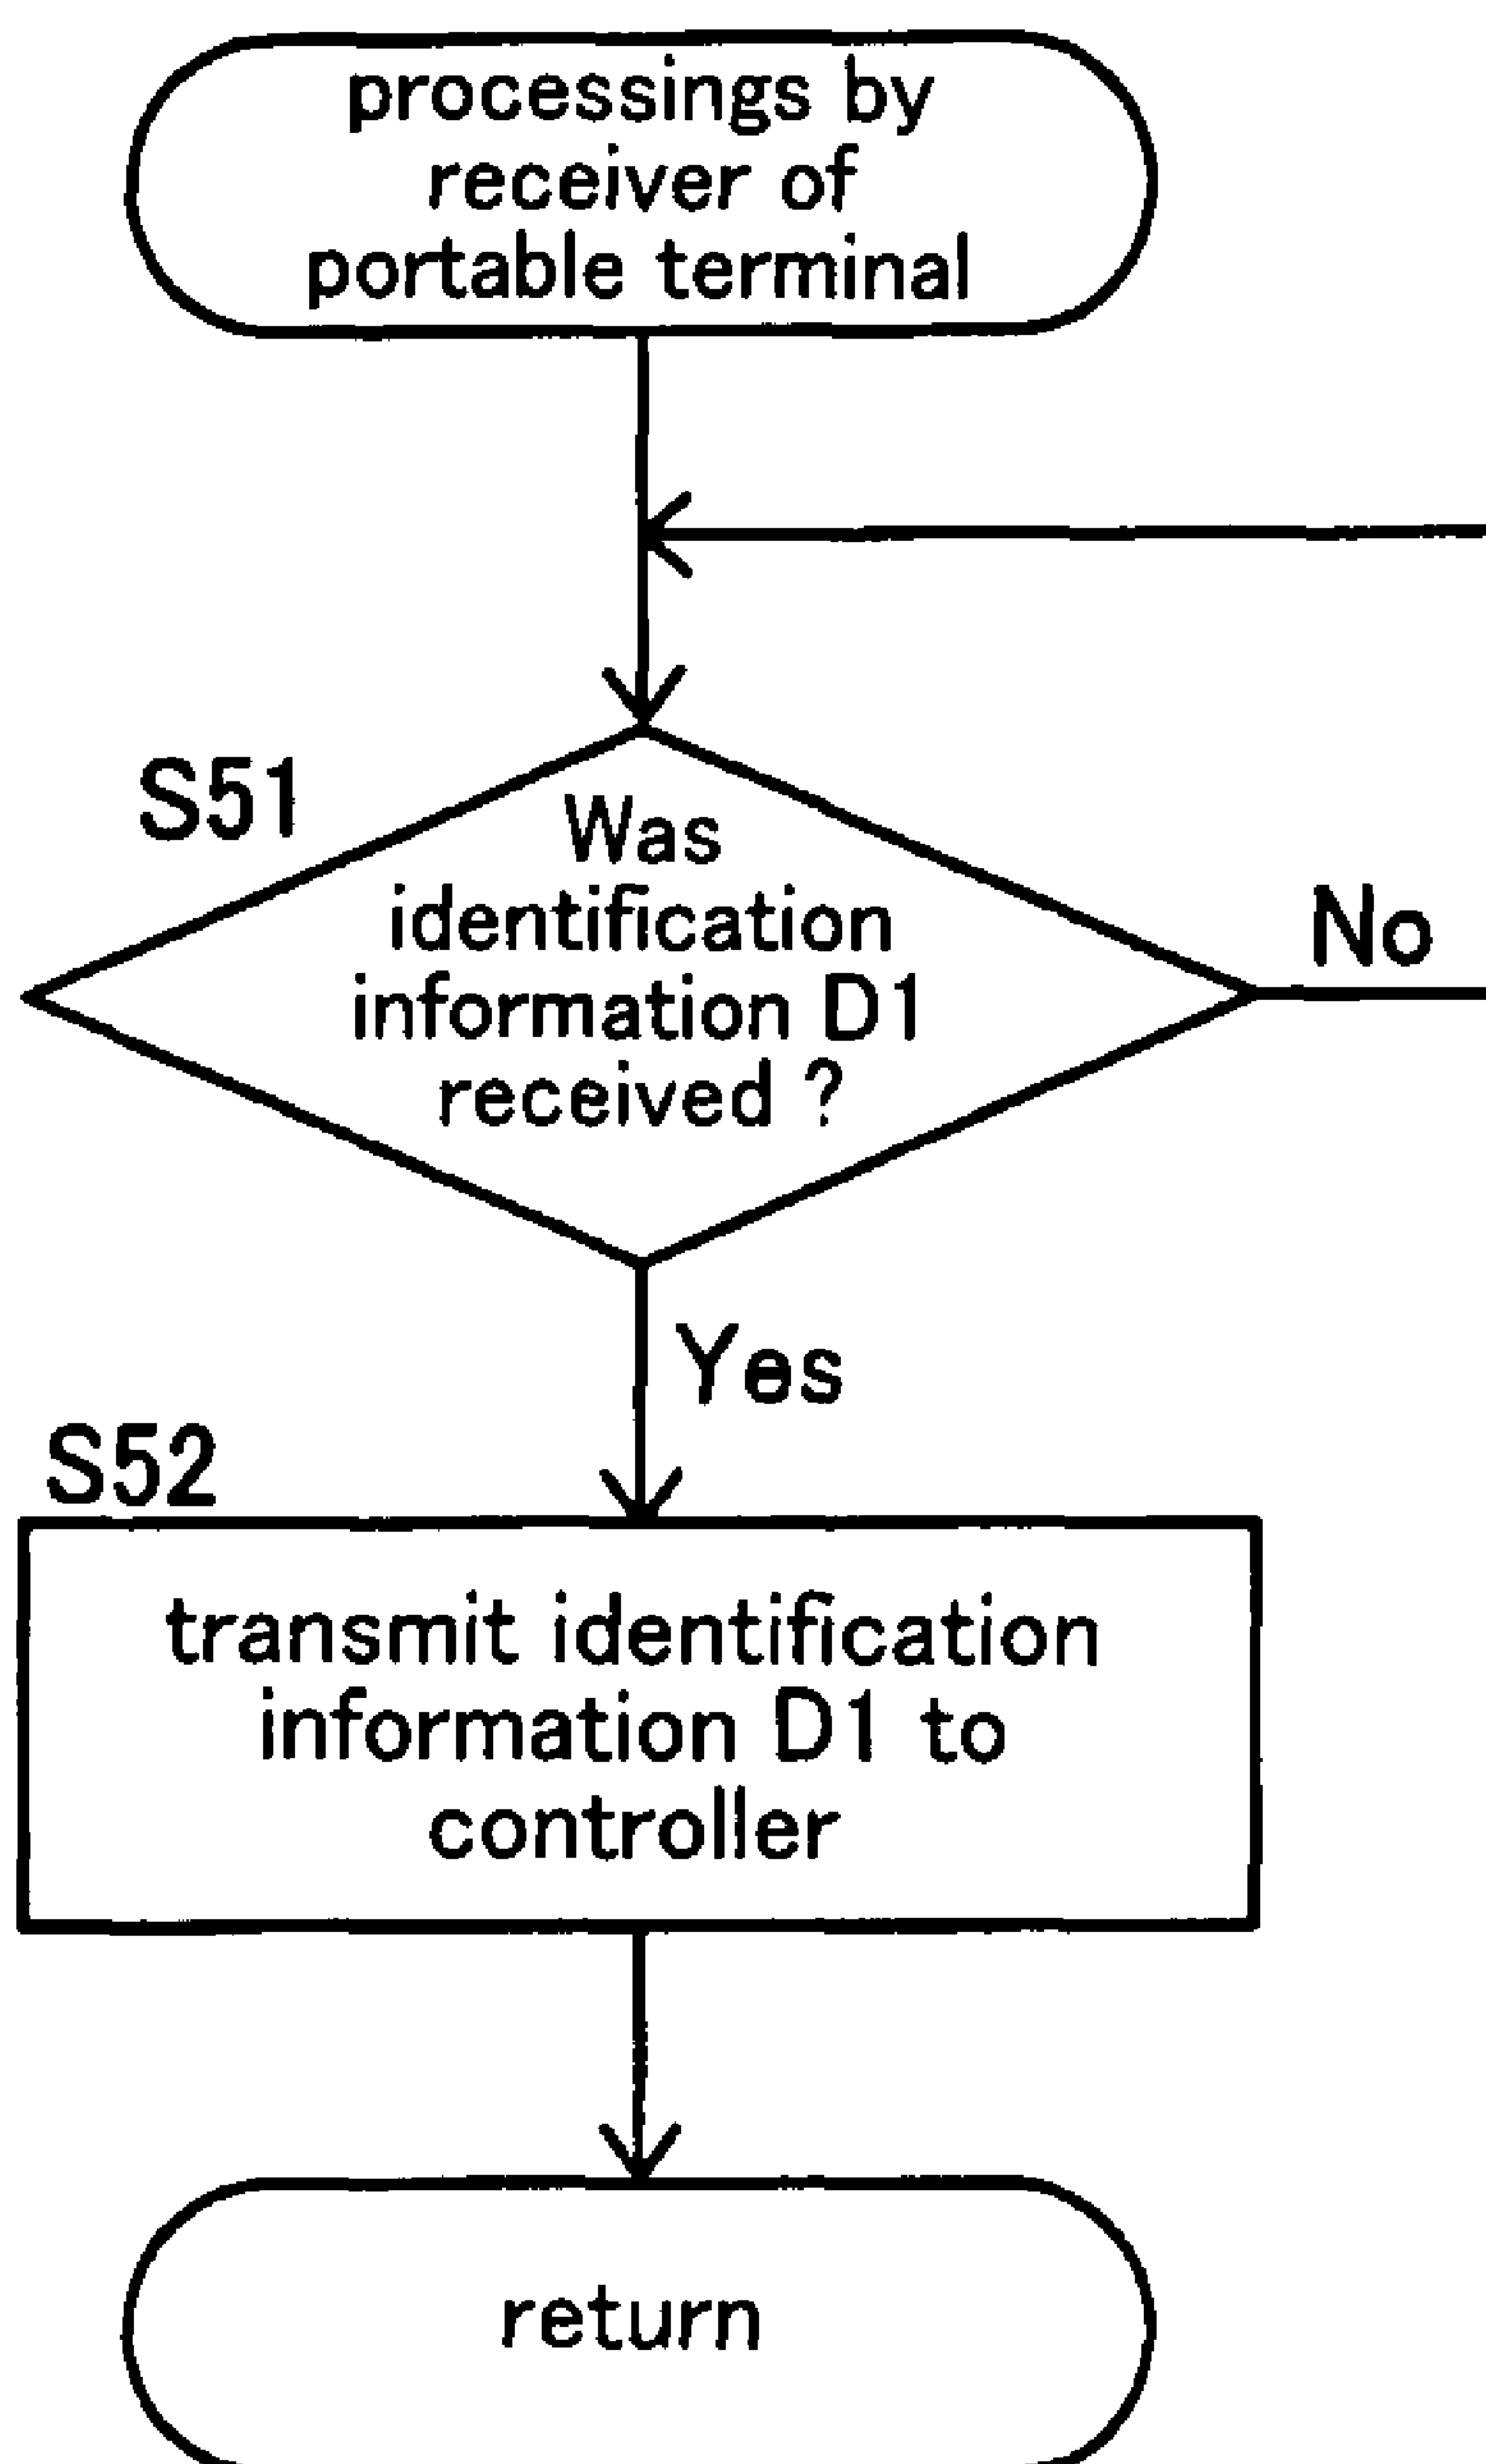 processings by
receiver of
portable terminal
S51
Was
identification
information D1
received ?
No
Yes
S52
transmit identification
information D1 to
controller
return